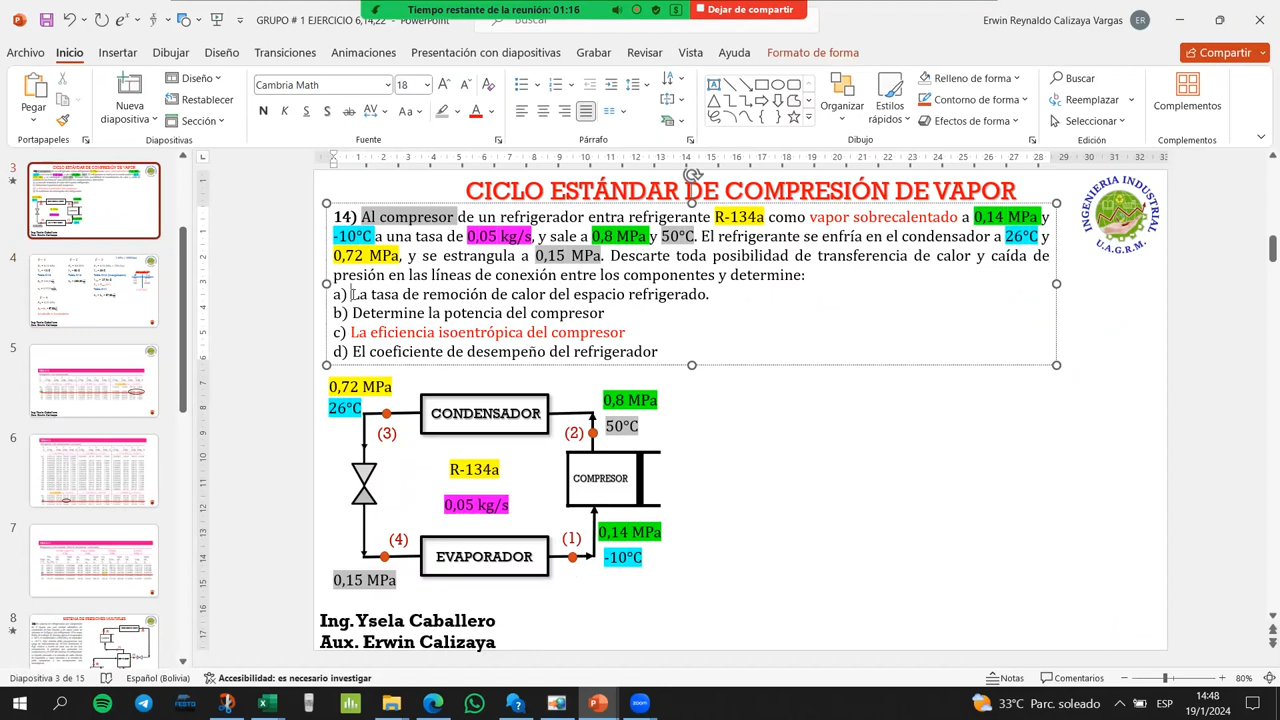 Tiempo restante de la reunión: 01:16
Dejar de compartir
GRUPO # 1 EJERCICIO 6,14,22 - PowerPoint
Buscar
Erwin Reynaldo Calizaya Vargas
ER
Archivo Inicio Insertar Dibujar Diseño Transiciones Animaciones Presentación con diapositivas Grabar Revisar Vista Ayuda Formato de forma
Compartir
Pegar
Nueva diapositiva
Diseño
Restablecer
Sección
Cambria Math 18
N K S S AV Aa A A
Organizar
Estilos rápidos
Relleno de forma
Contorno de forma
Efectos de forma
Buscar
Reemplazar
Seleccionar
Complementos
Portapapeles Diapositivas Fuente Párrafo Dibujo Edición Complementos
3
5
6
7
8
CICLO ESTÁNDAR DE COMPRESIÓN DE VAPOR
INGENIERIA INDUSTRIAL
U.A.G.R.M.
14) Al compresor de un refrigerador entra refrigerante R-134a como vapor sobrecalentado a 0,14 MPa y
-10°C a una tasa de 0,05 kg/s, y sale a 0,8 MPa y 50°C. El refrigerante se enfría en el condensador a 26°C y
0,72 MPa, y se estrangula a 0,15 MPa. Descarte toda posibilidad de transferencia de calor y caída de
presión en las líneas de conexión entre los componentes y determine:
a) La tasa de remoción de calor del espacio refrigerado.
b) Determine la potencia del compresor
c) La eficiencia isoentrópica del compresor
d) El coeficiente de desempeño del refrigerador
0,72 MPa
26°C
CONDENSADOR
0,8 MPa
50°C
(3)
(2)
R-134a
COMPRESOR
0,05 kg/s
0,14 MPa
-10°C
(4)
(1)
EVAPORADOR
0,15 MPa
Ing. Ysela Caballero
Aux. Erwin Calizaya
Diapositiva 3 de 15
Español (Bolivia)
Accesibilidad: es necesario investigar
Notas
Comentarios
80%
33°C Parc. soleado
ESP
14:48
19/1/2024